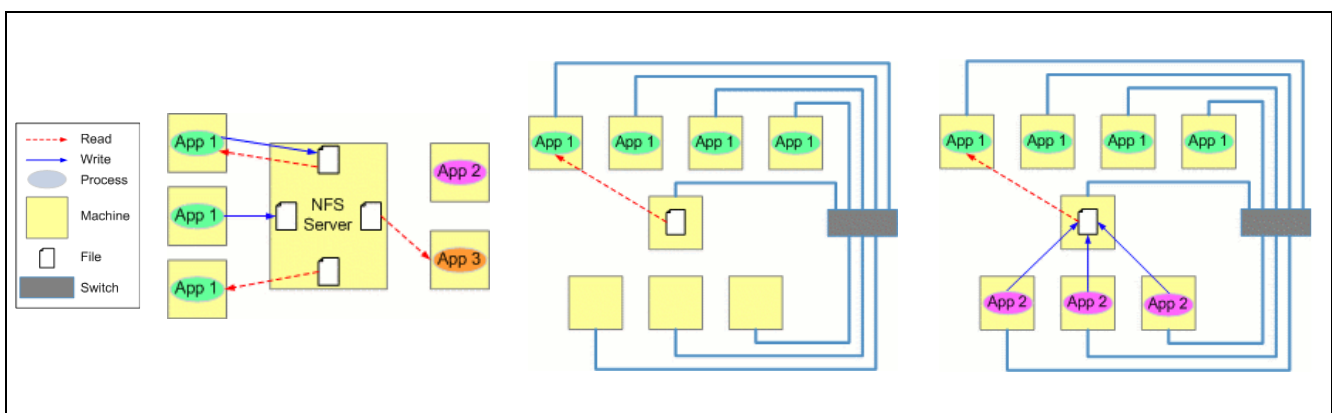 Read
Write
Process
Machine
File
Switch
App 1
App 1
App 1
NFS
Server
App 2
App 3
App 1
App 1
App 1
App 1
App 1
App 1
App 1
App 1
App 2
App 2
App 2